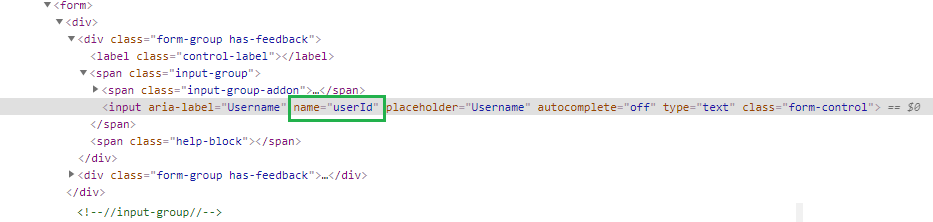 ▼<form>
▼<div>
▼<div class="form-group has-feedback">
<label class="control-label"></label>
▼<span class="input-group">
▶<span class="input-group-addon">…</span>
<input aria-label="Username" name="userId" placeholder="Username" autocomplete="off" type="text" class="form-control"> == $0
</span>
<span class="help-block"></span>
</div>
▶<div class="form-group has-feedback">…</div>
</div>
<!--//input-group//-->